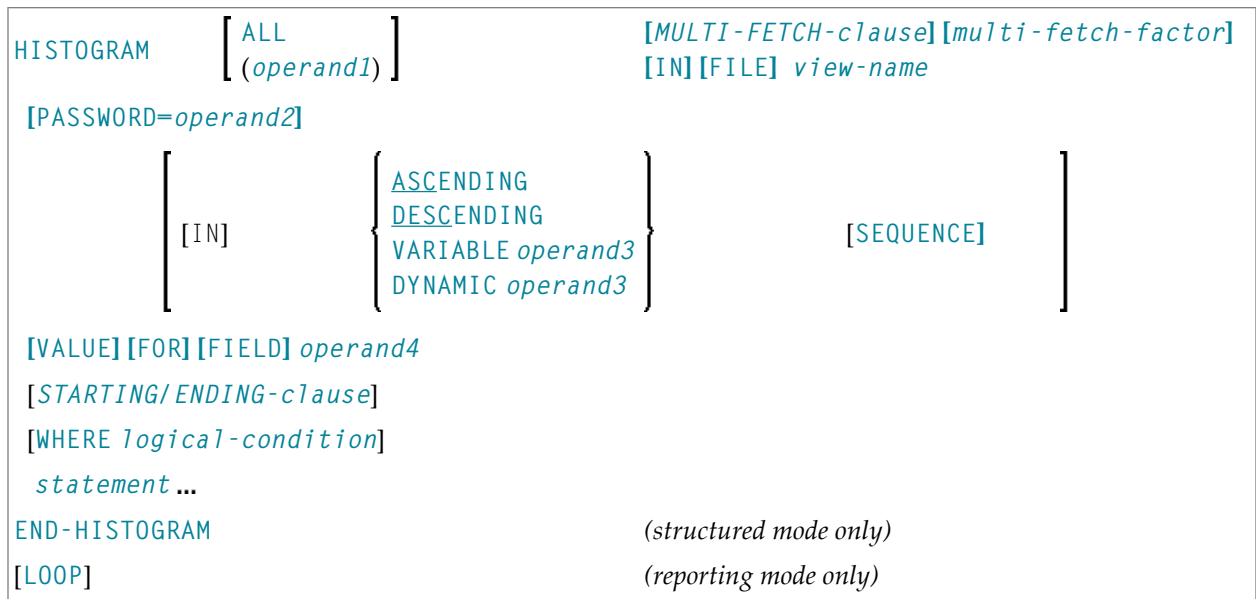 HISTOGRAM [ ALL [MULTI-FETCH-clause] [multi-fetch-factor]
(operand1) ] [IN] [FILE] view-name
[PASSWORD=operand2]
ASCENDING
DESCENDING
[IN] [SEQUENCE]
VARIABLE operand3
DYNAMIC operand3
[VALUE] [FOR] [FIELD] operand4
[STARTING/ENDING-clause]
[WHERE logical-condition]
statement ...
END-HISTOGRAM (structured mode only)
[LOOP] (reporting mode only)